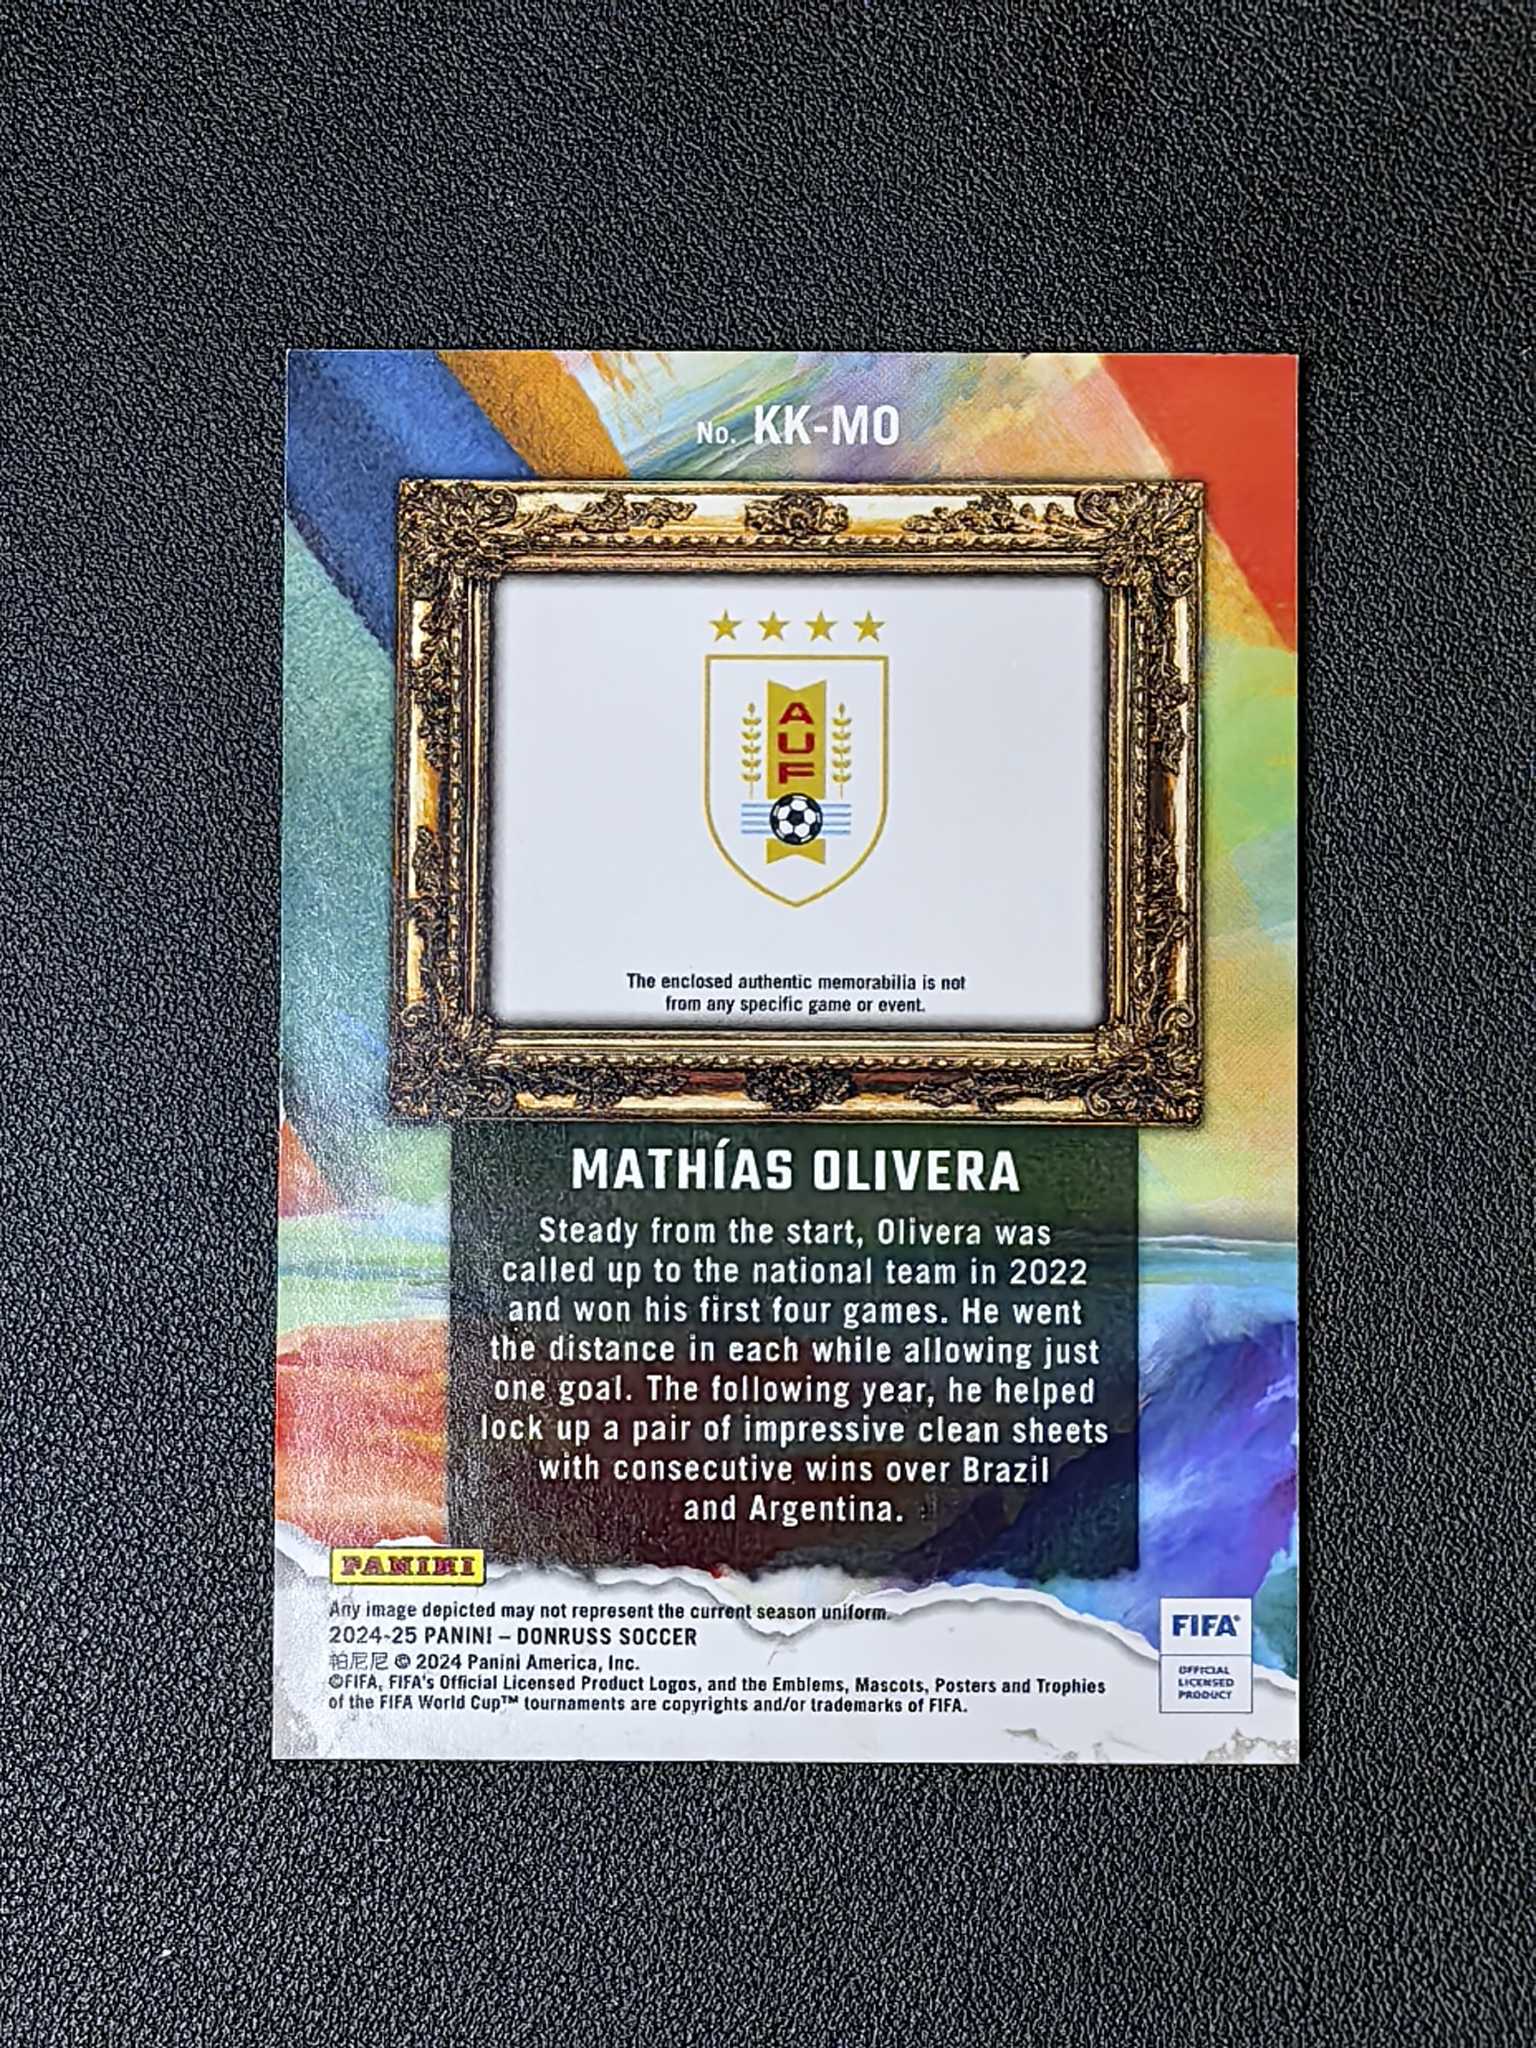 No. KK-MO
AUF
The enclosed authentic memorabilia is not
from any specific game or event.
MATHÍAS OLIVERA
Steady from the start, Olivera was
called up to the national team in 2022
and won his first four games. He went
the distance in each while allowing just
one goal. The following year, he helped
lock up a pair of impressive clean sheets
with consecutive wins over Brazil
and Argentina.
PANINI
Any image depicted may not represent the current season uniform.
2024-25 PANINI – DONRUSS SOCCER
帕尼尼 © 2024 Panini America, Inc.
©FIFA, FIFA's Official Licensed Product Logos, and the Emblems, Mascots, Posters and Trophies
of the FIFA World Cup™ tournaments are copyrights and/or trademarks of FIFA.
FIFA®
OFFICIAL
LICENSED
PRODUCT